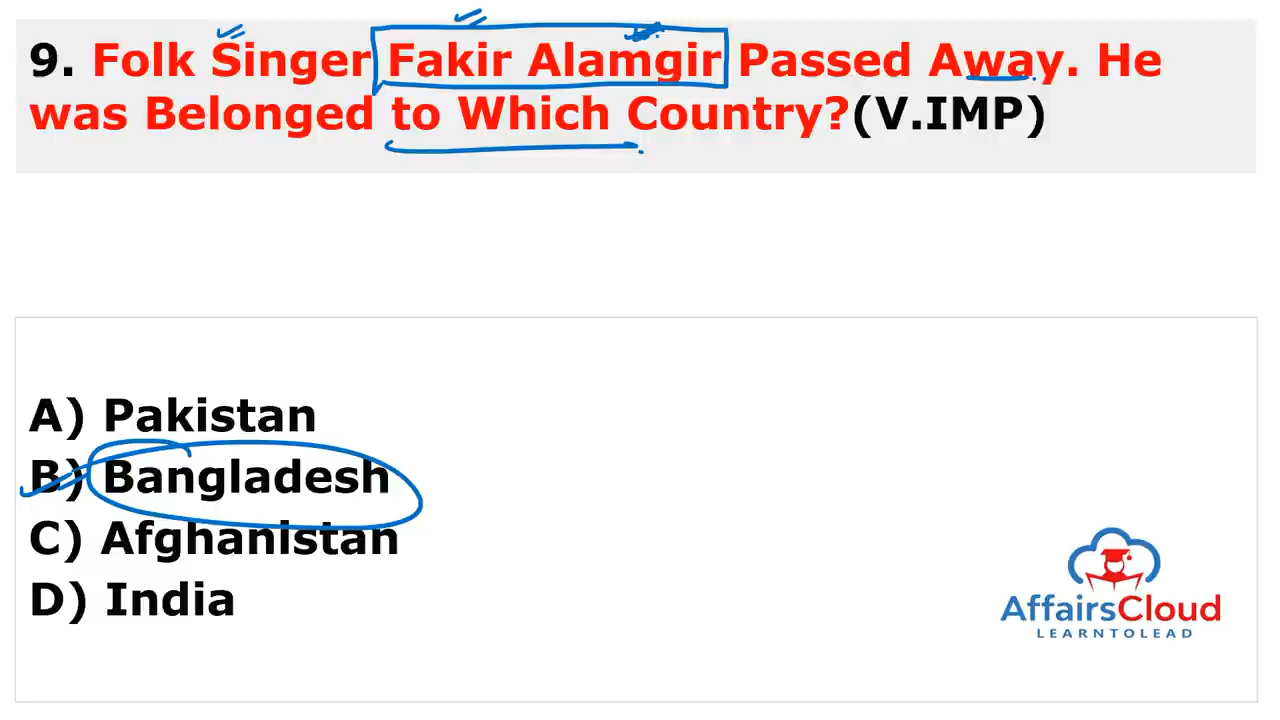 9. Folk Singer Fakir Alamgir Passed Away. He
was Belonged to Which Country?(V.IMP)
A) Pakistan
B) Bangladesh
C) Afghanistan
D) India
AffairsCloud
LEARNTOLEAD